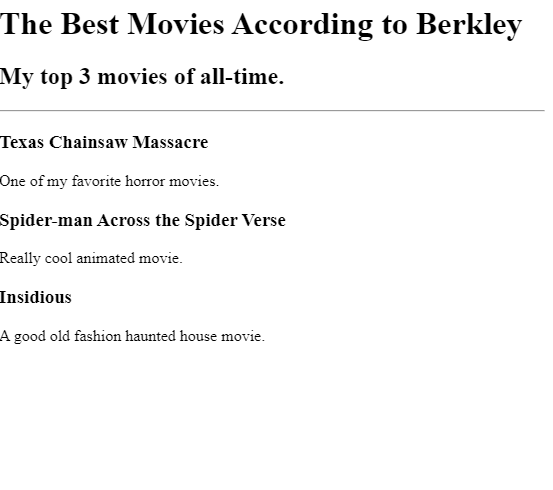 The Best Movies According to Berkley
My top 3 movies of all-time.
Texas Chainsaw Massacre
One of my favorite horror movies.
Spider-man Across the Spider Verse
Really cool animated movie.
Insidious
A good old fashion haunted house movie.